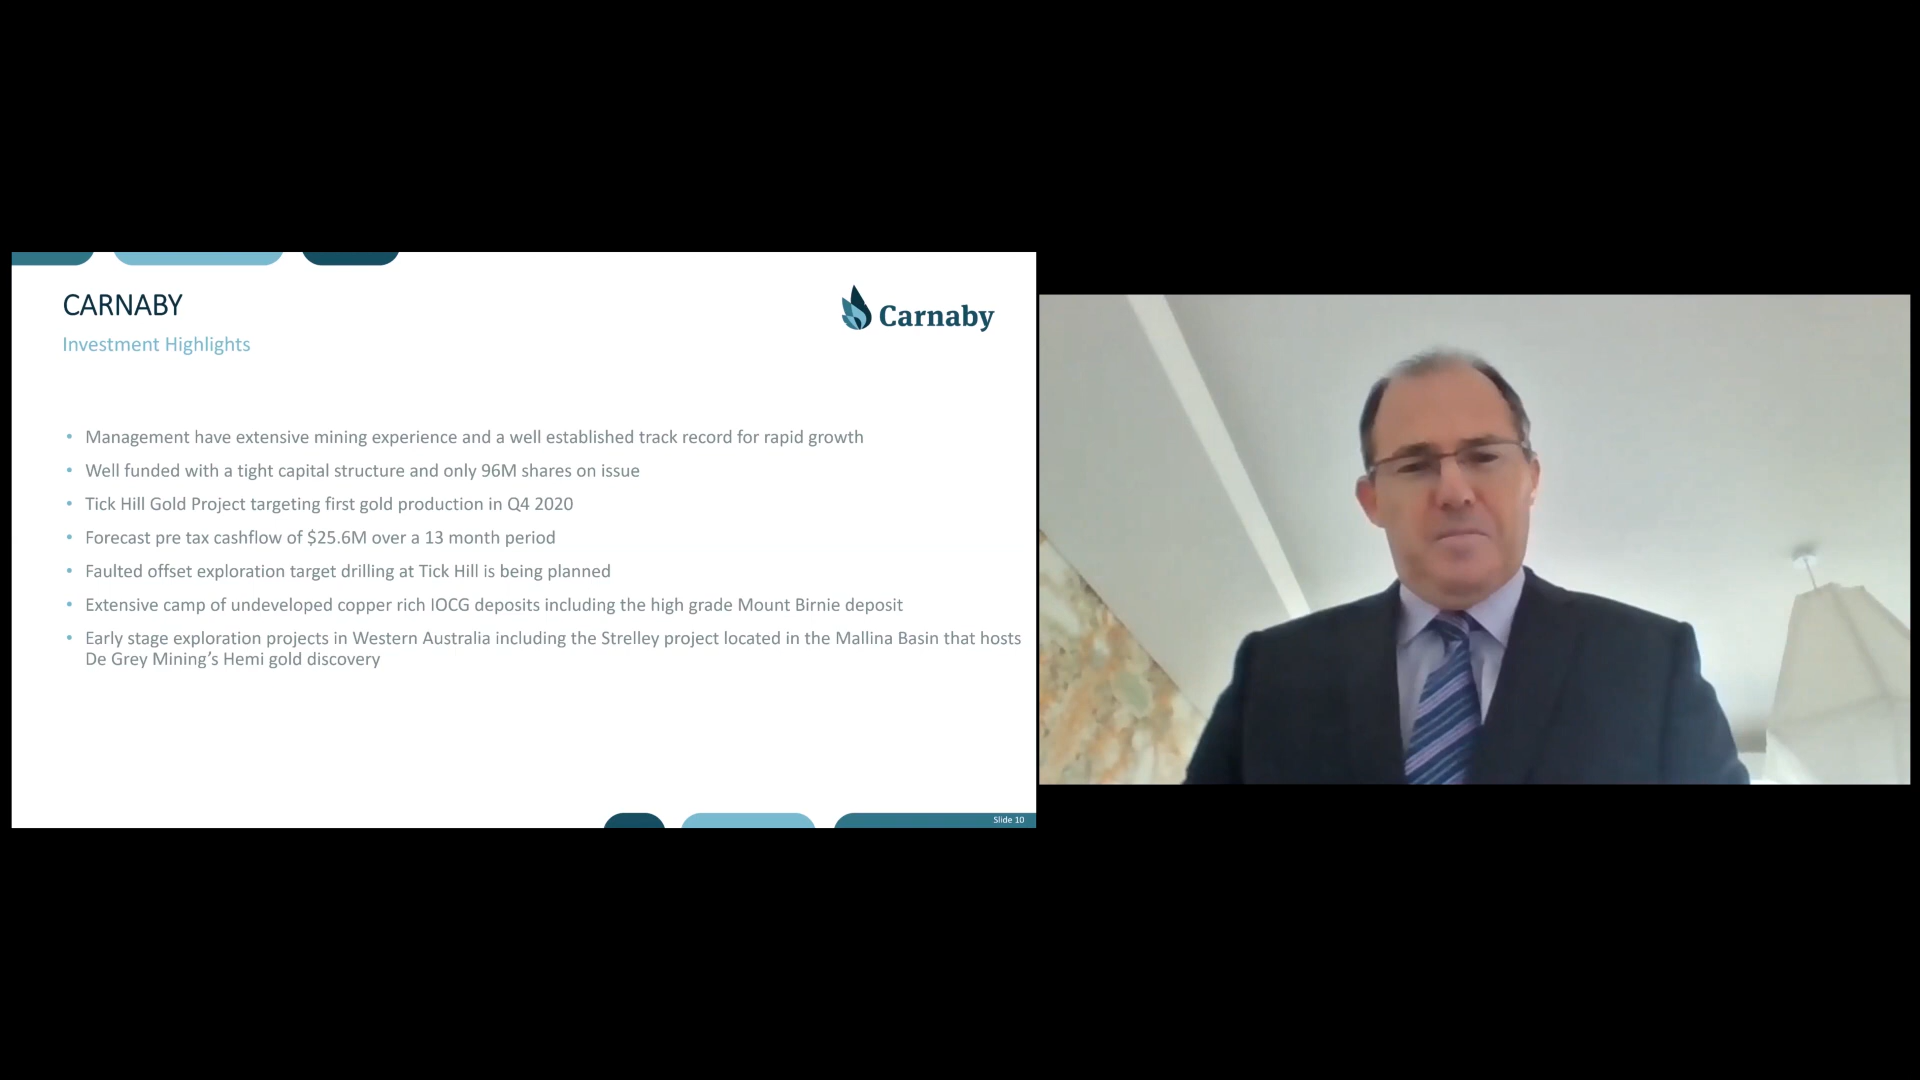 CARNABY
Carnaby
Investment Highlights
• Management have extensive mining experience and a well established track record for rapid growth
• Well funded with a tight capital structure and only 96M shares on issue
• Tick Hill Gold Project targeting first gold production in Q4 2020
• Forecast pre tax cashflow of $25.6M over a 13 month period
• Faulted offset exploration target drilling at Tick Hill is being planned
• Extensive camp of undeveloped copper rich IOCG deposits including the high grade Mount Birnie deposit
• Early stage exploration projects in Western Australia including the Strelley project located in the Mallina Basin that hosts
De Grey Mining’s Hemi gold discovery
Slide 10